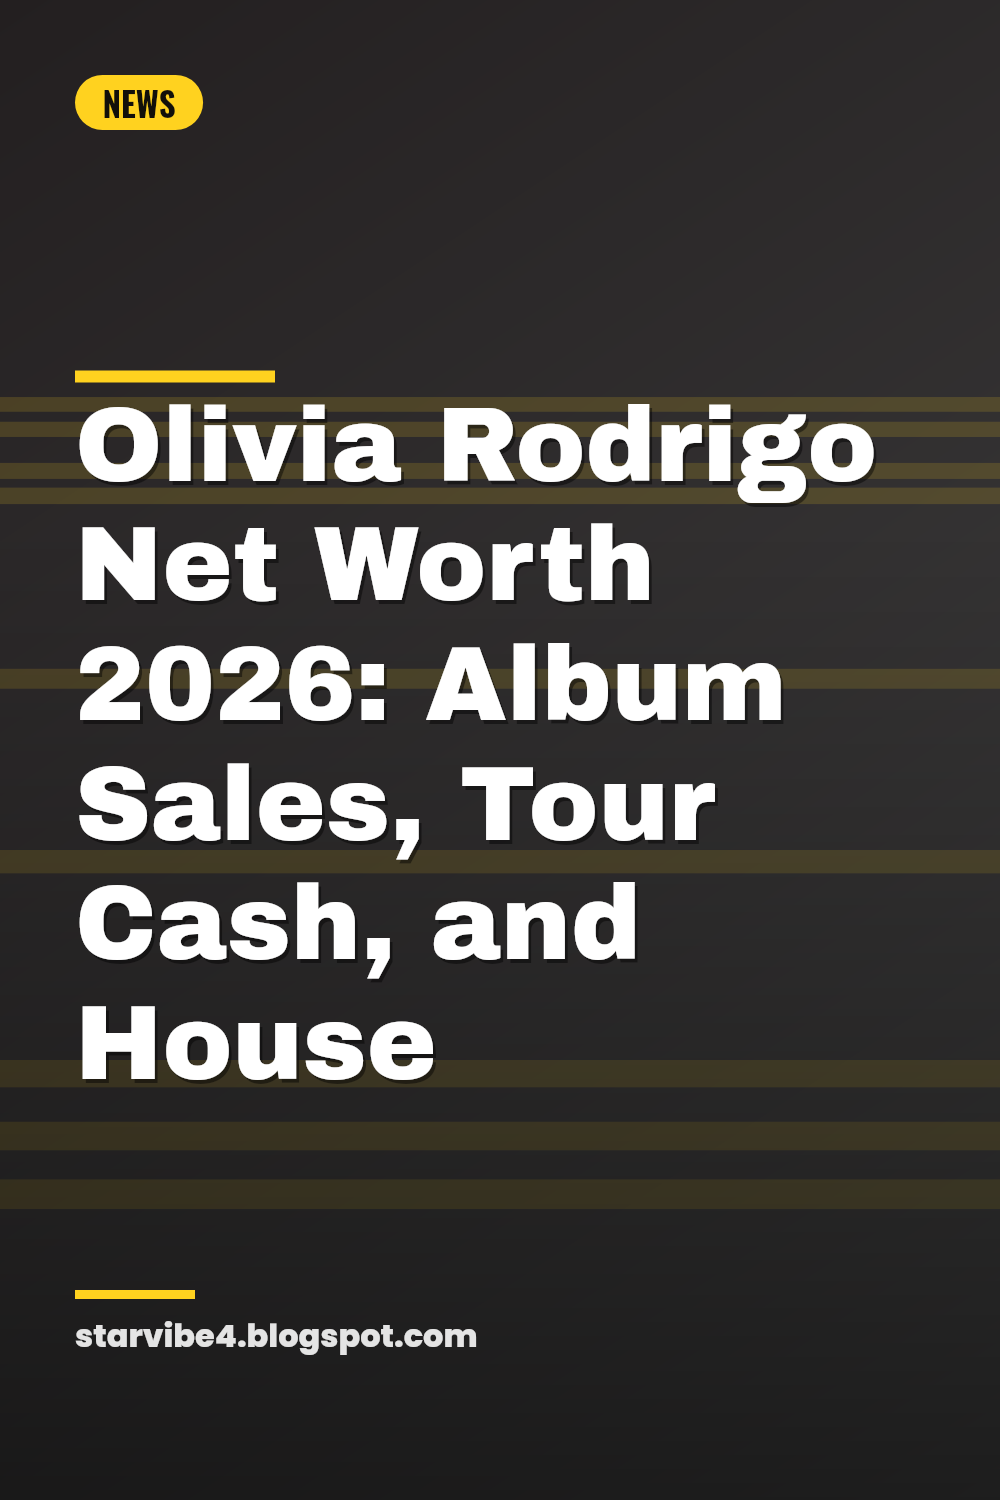 NEWS
Olivia Rodrigo
Net Worth
2026: Album
Sales, Tour
Cash, and
House
starvibe4.blogspot.com